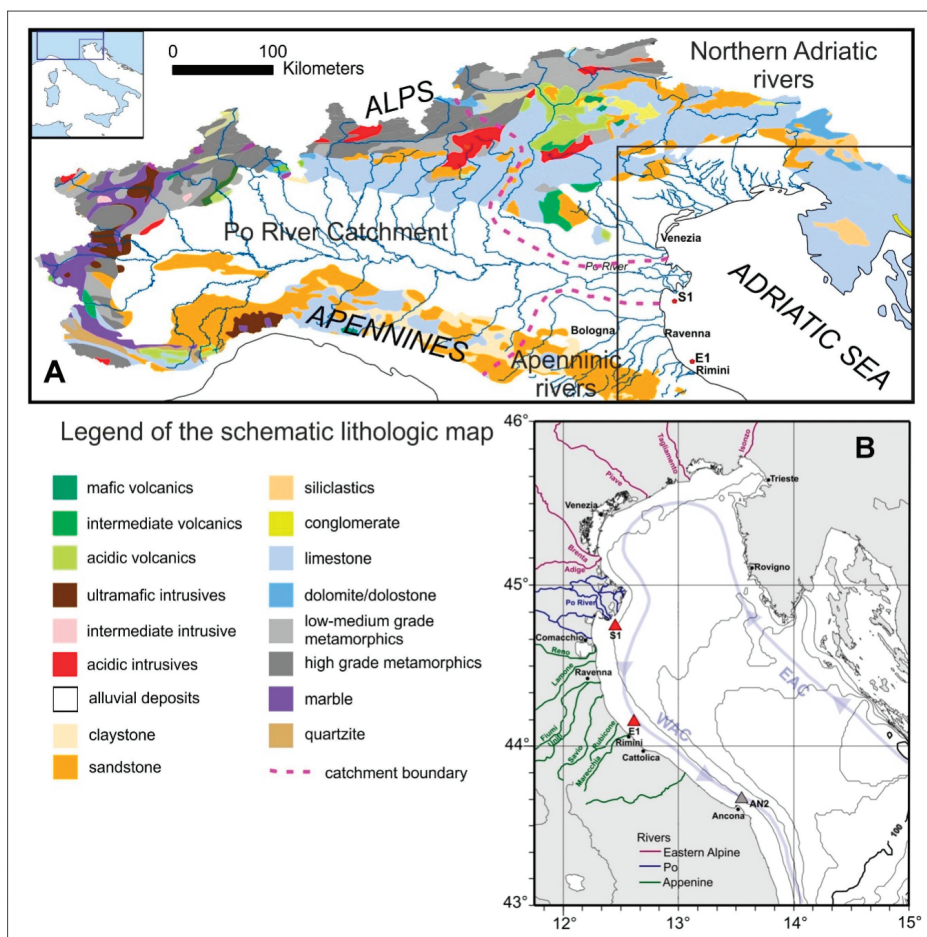 0 100
Kilometers
Northern Adriatic
rivers
ALPS
Po River Catchment
Venezia
Po River
S1
ADRIATIC SEA
APENNINES
Bologna
Ravenna
Apenninic
rivers
E1
Rimini
A
Legend of the schematic lithologic map
mafic volcanics
intermediate volcanics
acidic volcanics
ultramafic intrusives
intermediate intrusive
acidic intrusives
alluvial deposits
claystone
sandstone
siliclastics
conglomerate
limestone
dolomite/dolostone
low-medium grade
metamorphics
high grade metamorphics
marble
quartzite
catchment boundary
B
46°
45°
44°
43°
12°
13°
14°
15°
Piave
Tagliamento
Isonzo
Trieste
Venezia
Brenta
Adige
Rovigno
Po River
S1
Comacchio
Reno
Lamone
Ravenna
Fiumi
Uniti
Savio
Rubicone
Marecchia
E1
Rimini
Cattolica
WAC
EAC
AN2
Ancona
100
Rivers
Eastern Alpine
Po
Appenine